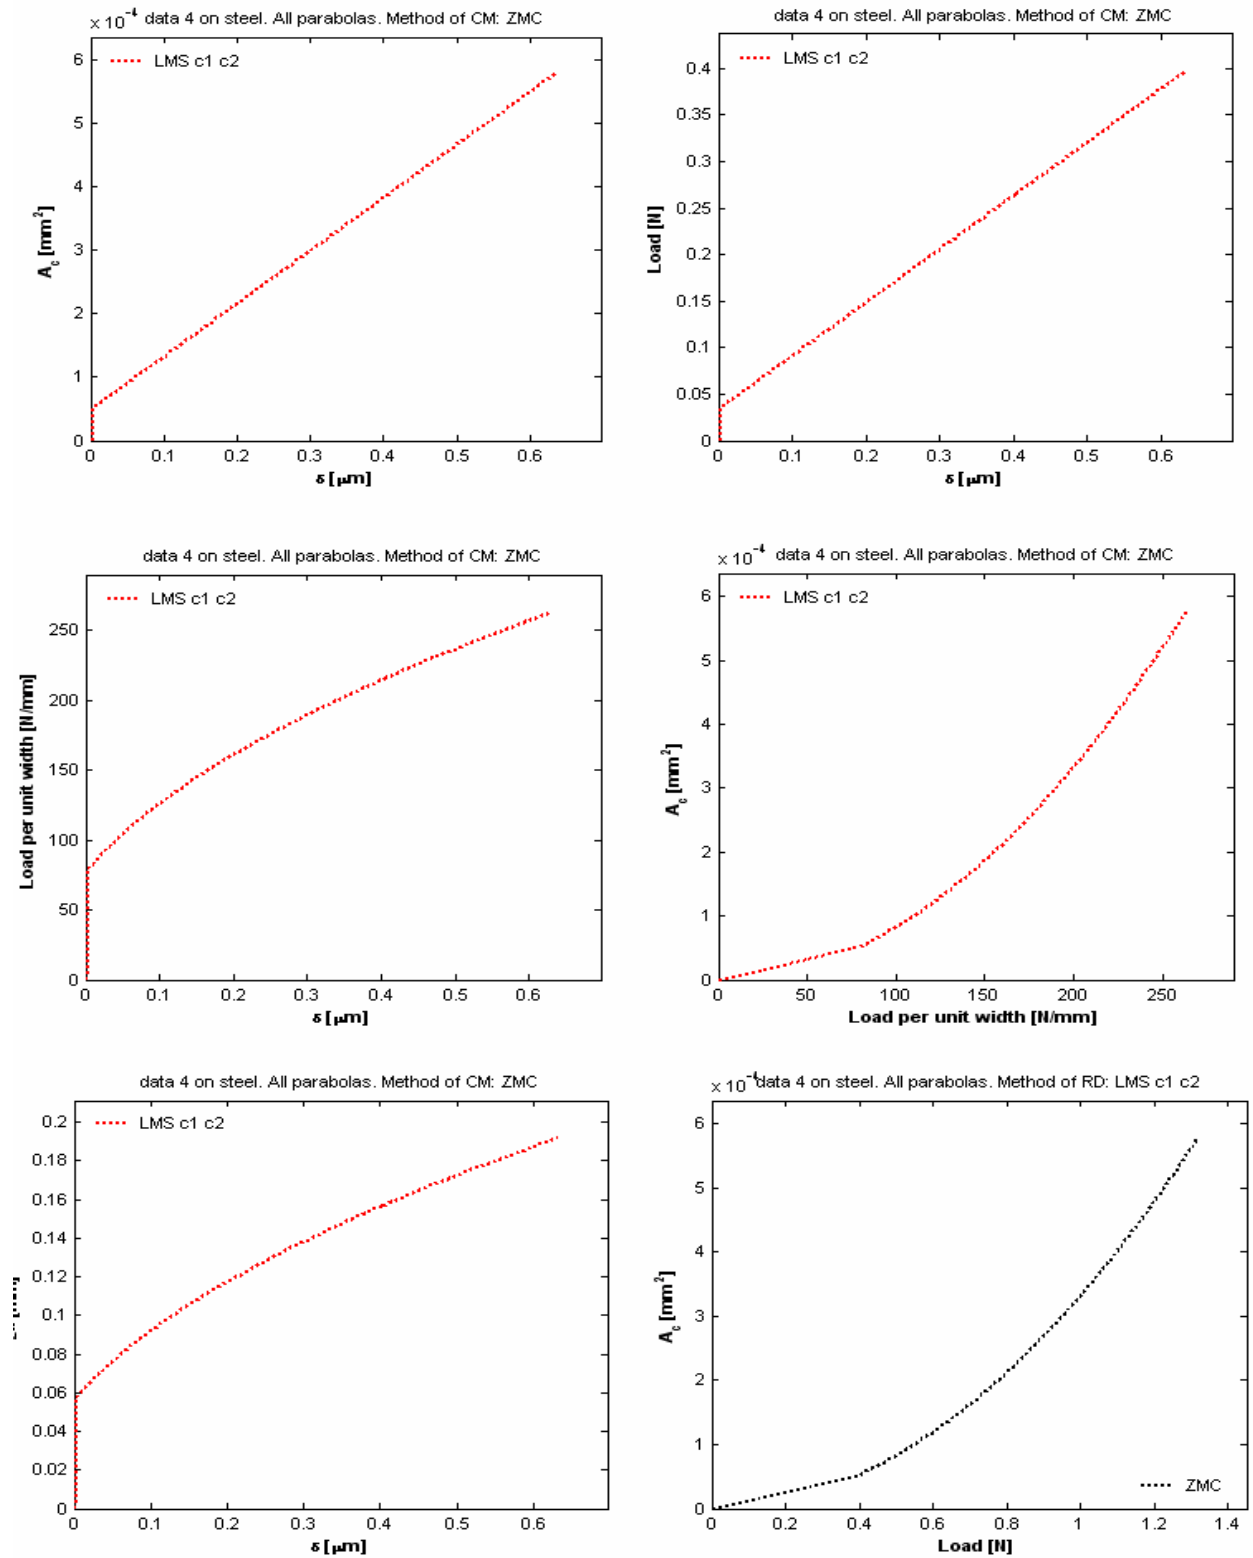 × 10⁻⁴ data 4 on steel. All parabolas. Method of CM: ZMC
LMS c1 c2
6
5
4
3
2
1
0
A_c [mm²]
0 0.1 0.2 0.3 0.4 0.5 0.6
δ [μm]
data 4 on steel. All parabolas. Method of CM: ZMC
LMS c1 c2
0.4
0.35
0.3
0.25
0.2
0.15
0.1
0.05
0
Load [N]
0 0.1 0.2 0.3 0.4 0.5 0.6
δ [μm]
data 4 on steel. All parabolas. Method of CM: ZMC
LMS c1 c2
250
200
150
100
50
0
Load per unit width [N/mm]
0 0.1 0.2 0.3 0.4 0.5 0.6
δ [μm]
× 10⁻⁴ data 4 on steel. All parabolas. Method of CM: ZMC
LMS c1 c2
6
5
4
3
2
1
0
A_c [mm²]
0 50 100 150 200 250
Load per unit width [N/mm]
data 4 on steel. All parabolas. Method of CM: ZMC
LMS c1 c2
0.2
0.18
0.16
0.14
0.12
0.1
0.08
0.06
0.04
0.02
0
0 0.1 0.2 0.3 0.4 0.5 0.6
δ [μm]
× 10⁻⁴ data 4 on steel. All parabolas. Method of RD: LMS c1 c2
6
5
4
3
2
1
0
A_c [mm²]
ZMC
0 0.2 0.4 0.6 0.8 1 1.2 1.4
Load [N]